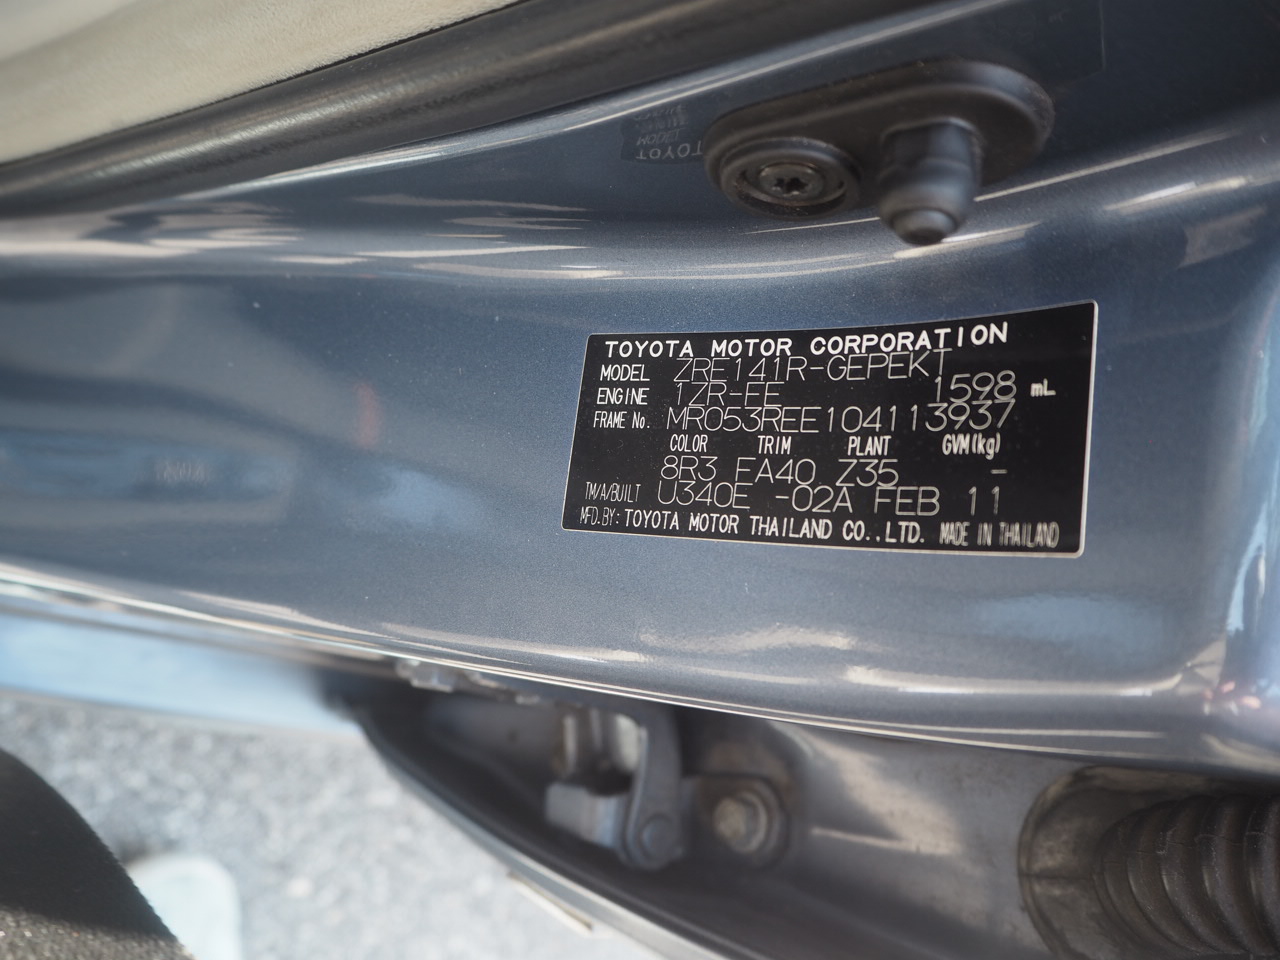 TOYOTA MOTOR CORPORATION
MODEL ZRE141R-GEPEKT
ENGINE 1ZR-FE 1598 mL
FRAME No. MR053REE104113937
COLOR TRIM PLANT GVM(kg)
8R3 FA40 Z35 -
TM/A/BUILT U340E -02A FEB 11
MFD.BY: TOYOTA MOTOR THAILAND CO.,LTD. MADE IN THAILAND